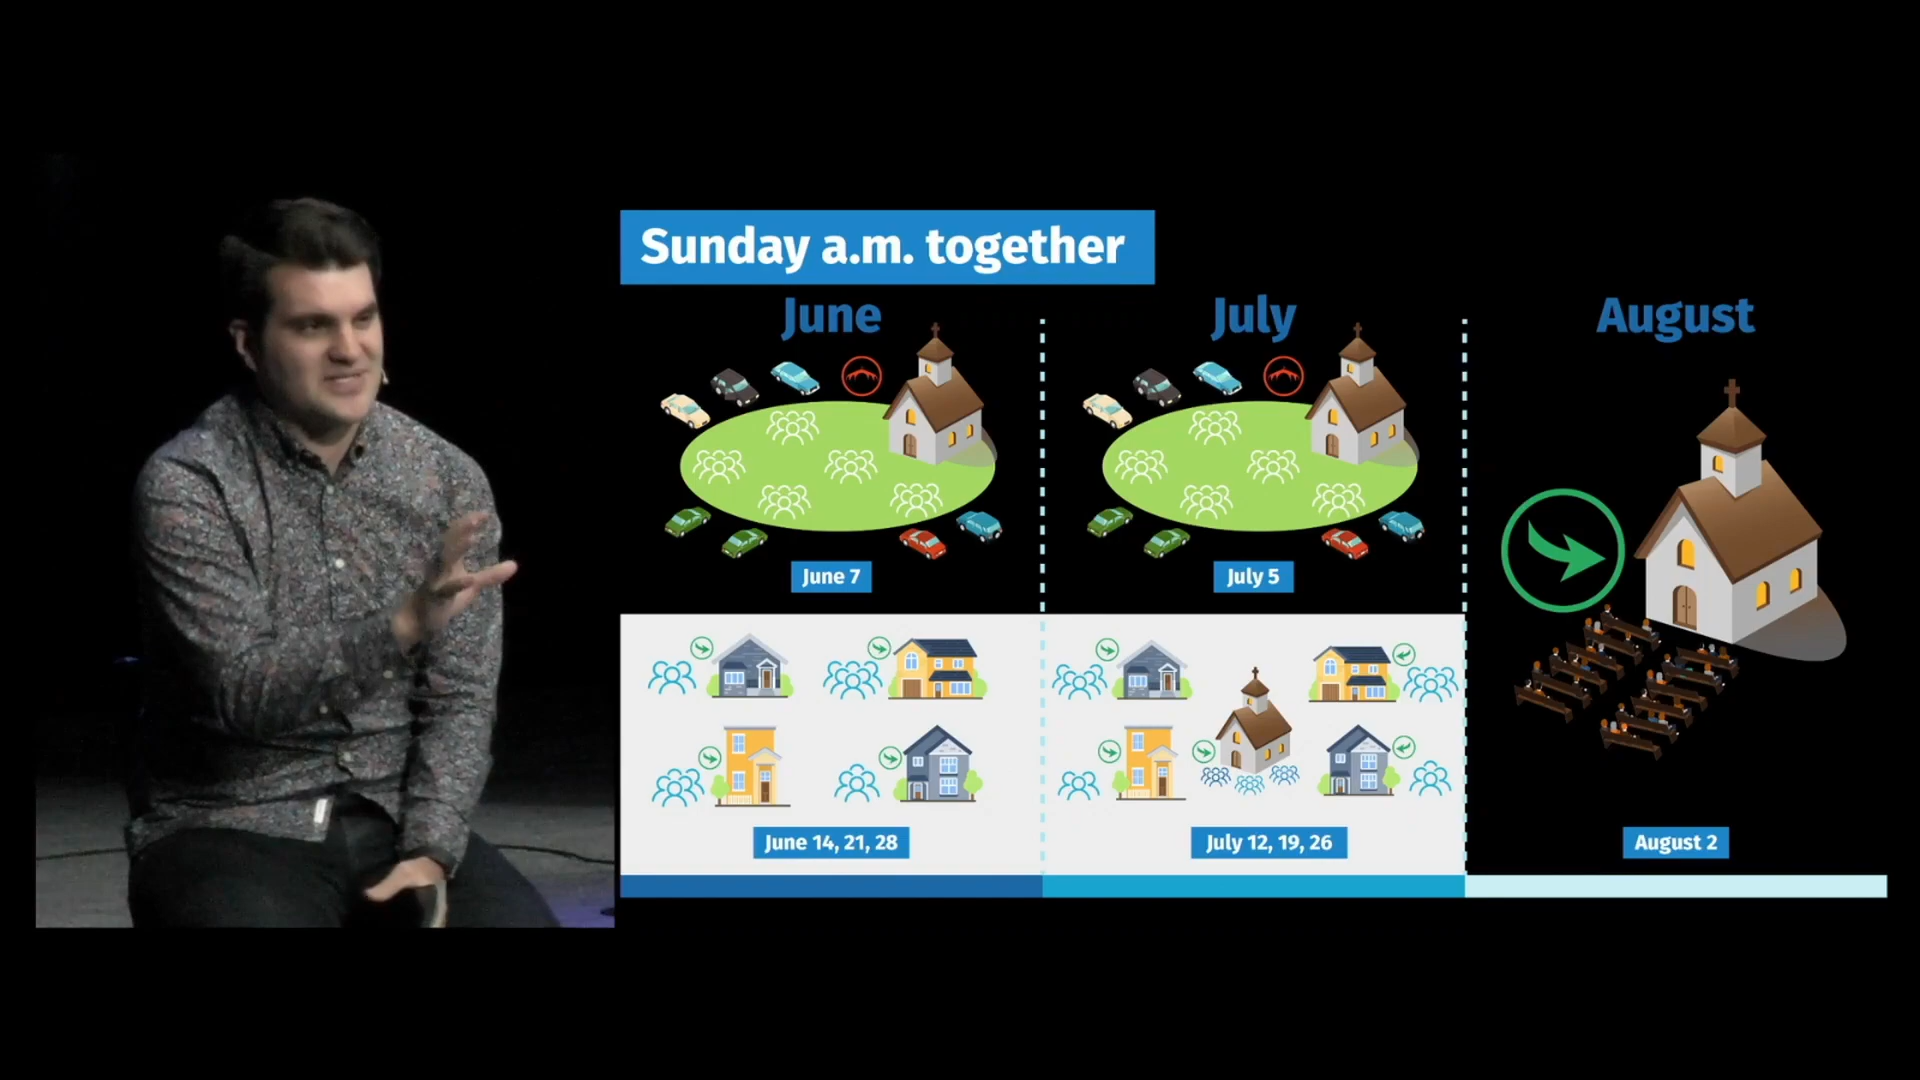 Sunday a.m. together
June
July
August
June 7
July 5
June 14, 21, 28
July 12, 19, 26
August 2